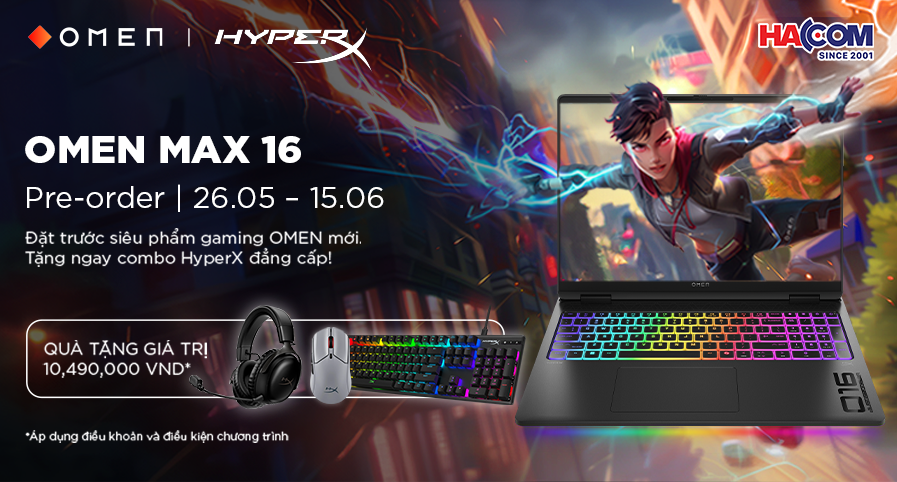 OMEN | HYPERX
HACOM
SINCE 2001
OMEN MAX 16
Pre-order | 26.05 – 15.06
Đặt trước siêu phẩm gaming OMEN mới.
Tặng ngay combo HyperX đẳng cấp!
QUÀ TẶNG GIÁ TRỊ
10,490,000 VND*
*Áp dụng điều khoản và điều kiện chương trình
HYPERX
OMEN